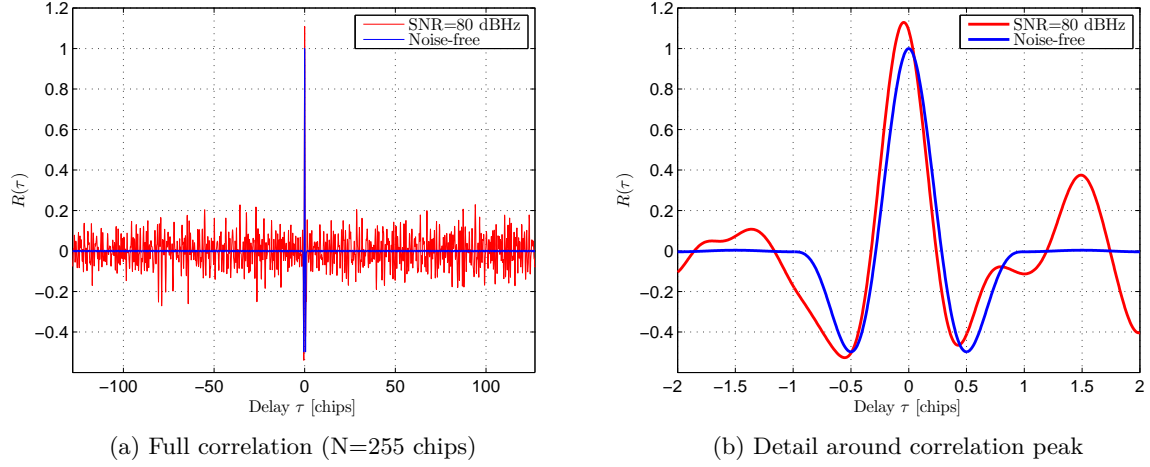 1.2
1
0.8
0.6
0.4
0.2
0
−0.2
−0.4
R(τ)
−100 −50 0 50 100
Delay τ [chips]
SNR=80 dBHz
Noise-free
(a) Full correlation (N=255 chips)
1.2
1
0.8
0.6
0.4
0.2
0
−0.2
−0.4
R(τ)
−2 −1.5 −1 −0.5 0 0.5 1 1.5 2
Delay τ [chips]
SNR=80 dBHz
Noise-free
(b) Detail around correlation peak